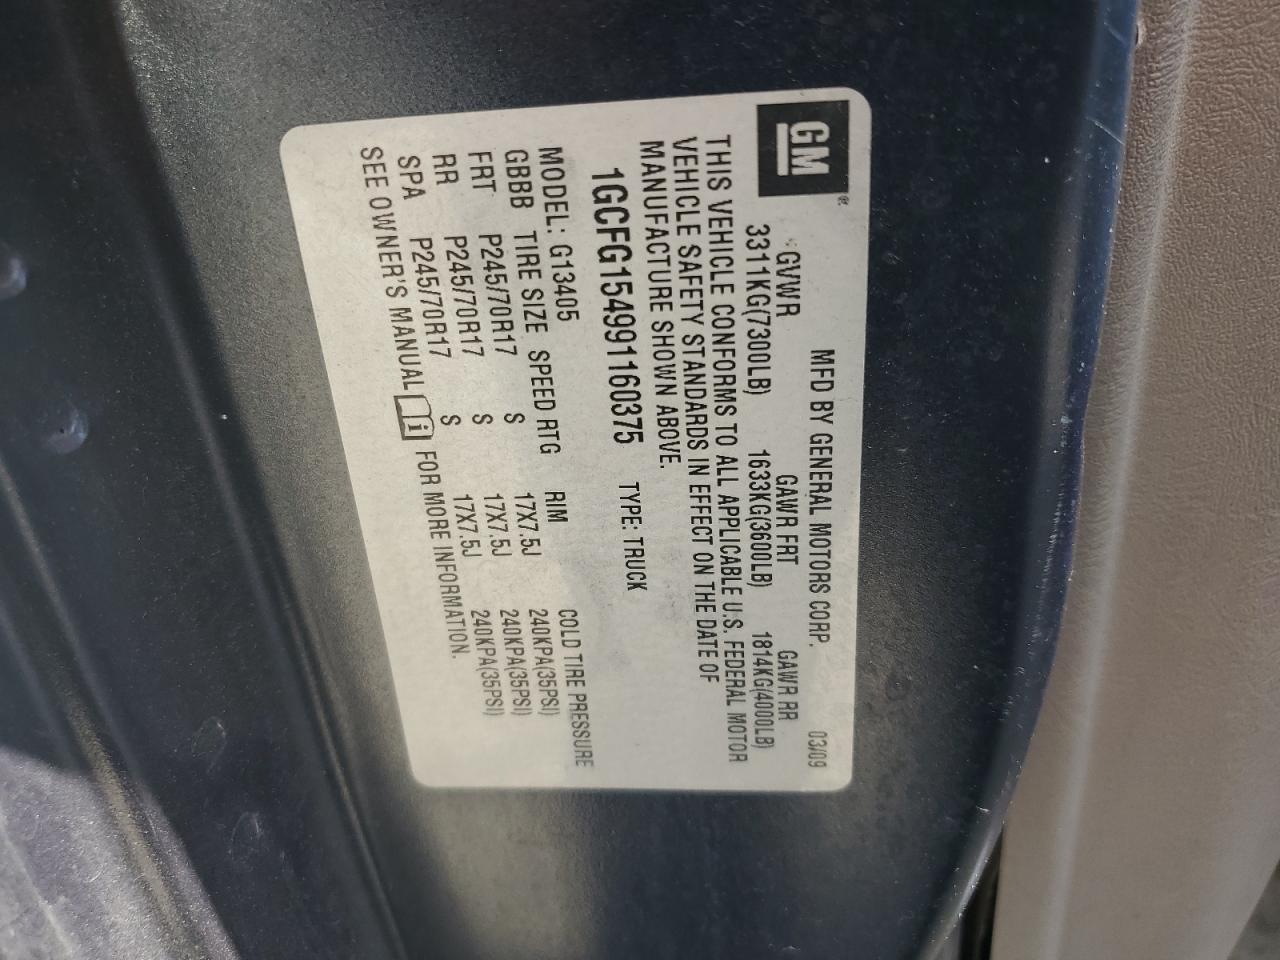 GM®
MFD BY GENERAL MOTORS CORP. 03/09
GVWR GAWR FRT GAWR RR
3311KG(7300LB) 1633KG(3600LB) 1814KG(4000LB)
THIS VEHICLE CONFORMS TO ALL APPLICABLE U.S. FEDERAL MOTOR
VEHICLE SAFETY STANDARDS IN EFFECT ON THE DATE OF
MANUFACTURE SHOWN ABOVE.
1GCFG154991160375 TYPE: TRUCK
MODEL: G13405
GBBB TIRE SIZE SPEED RTG RIM COLD TIRE PRESSURE
FRT P245/70R17 S 17X7.5J 240KPA(35PSI)
RR P245/70R17 S 17X7.5J 240KPA(35PSI)
SPA P245/70R17 S 17X7.5J 240KPA(35PSI)
SEE OWNER'S MANUAL i FOR MORE INFORMATION.